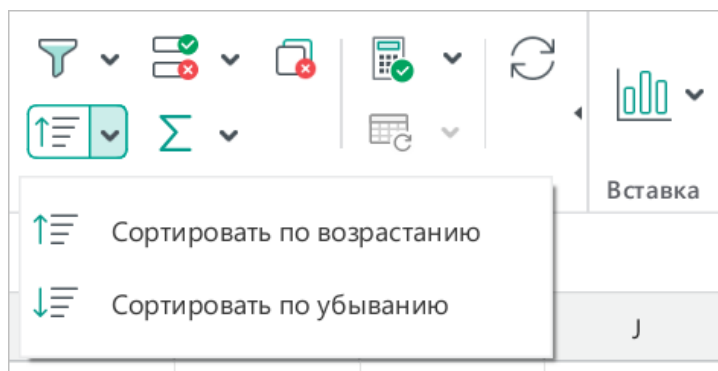 Вставка
Сортировать по возрастанию
Сортировать по убыванию
J